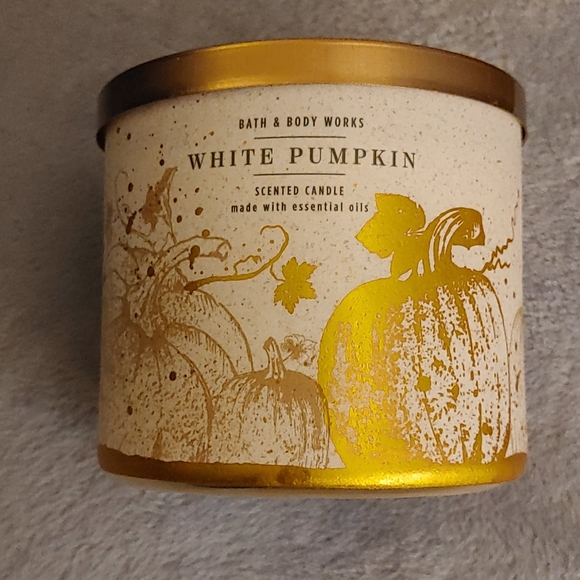 BATH & BODY WORKS
WHITE PUMPKIN
SCENTED CANDLE
made with essential oils